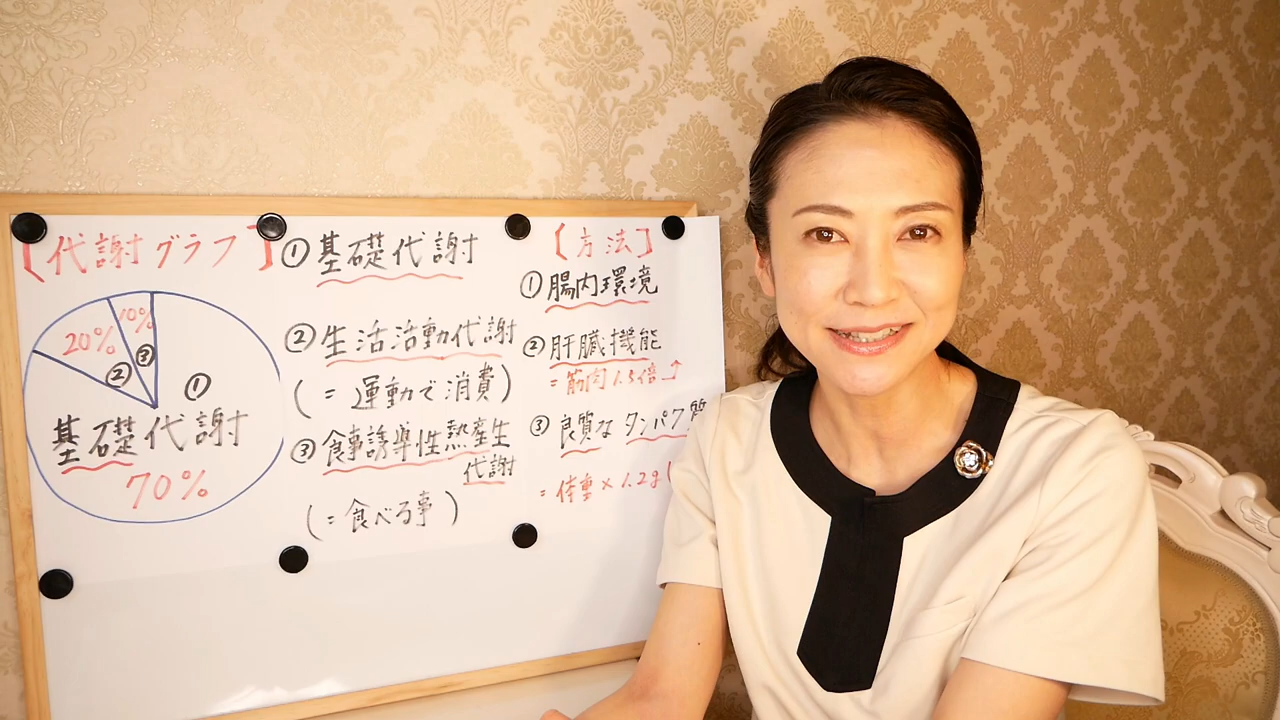 【代謝グラフ】
10%
20%
③
②
①
基礎代謝
70%
①基礎代謝
②生活活動代謝
(=運動で消費)
③食事誘導性熱産生
代謝
(=食べる事)
【方法】
①腸内環境
②肝臓機能
=筋肉1.5倍↑
③良質なタンパク質
=体重×1.2g(